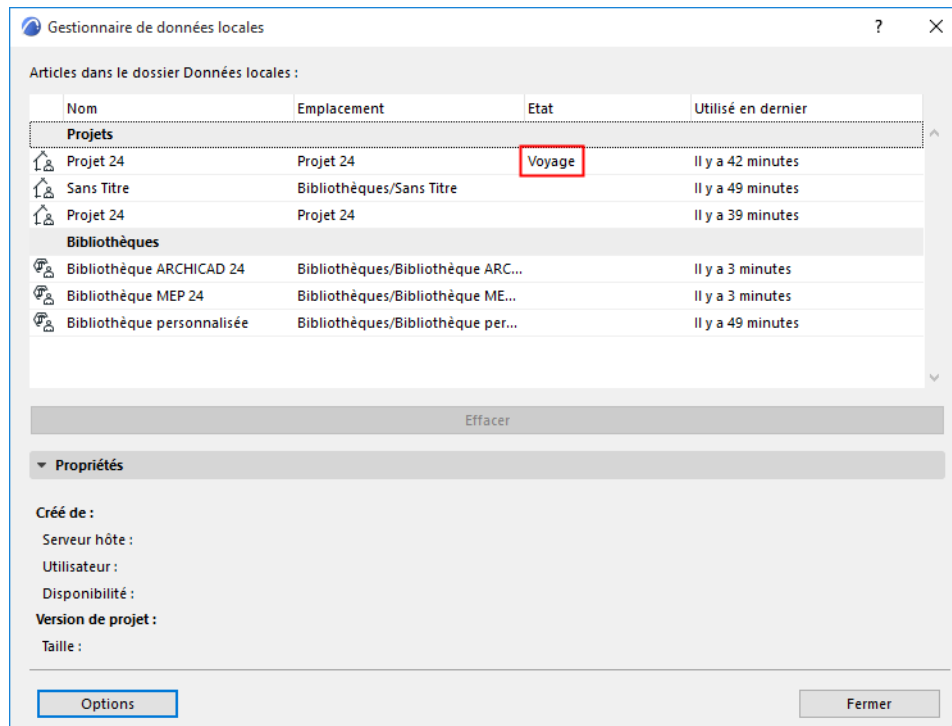 Gestionnaire de données locales ?
Articles dans le dossier Données locales :
Nom Emplacement Etat Utilisé en dernier
Projets
Projet 24 Projet 24 Voyage Il y a 42 minutes
Sans Titre Bibliothèques/Sans Titre Il y a 49 minutes
Projet 24 Projet 24 Il y a 39 minutes
Bibliothèques
Bibliothèque ARCHICAD 24 Bibliothèques/Bibliothèque ARC... Il y a 3 minutes
Bibliothèque MEP 24 Bibliothèques/Bibliothèque ME... Il y a 3 minutes
Bibliothèque personnalisée Bibliothèques/Bibliothèque per... Il y a 49 minutes
Effacer
Propriétés
Créé de :
Serveur hôte :
Utilisateur :
Disponibilité :
Version de projet :
Taille :
Options Fermer